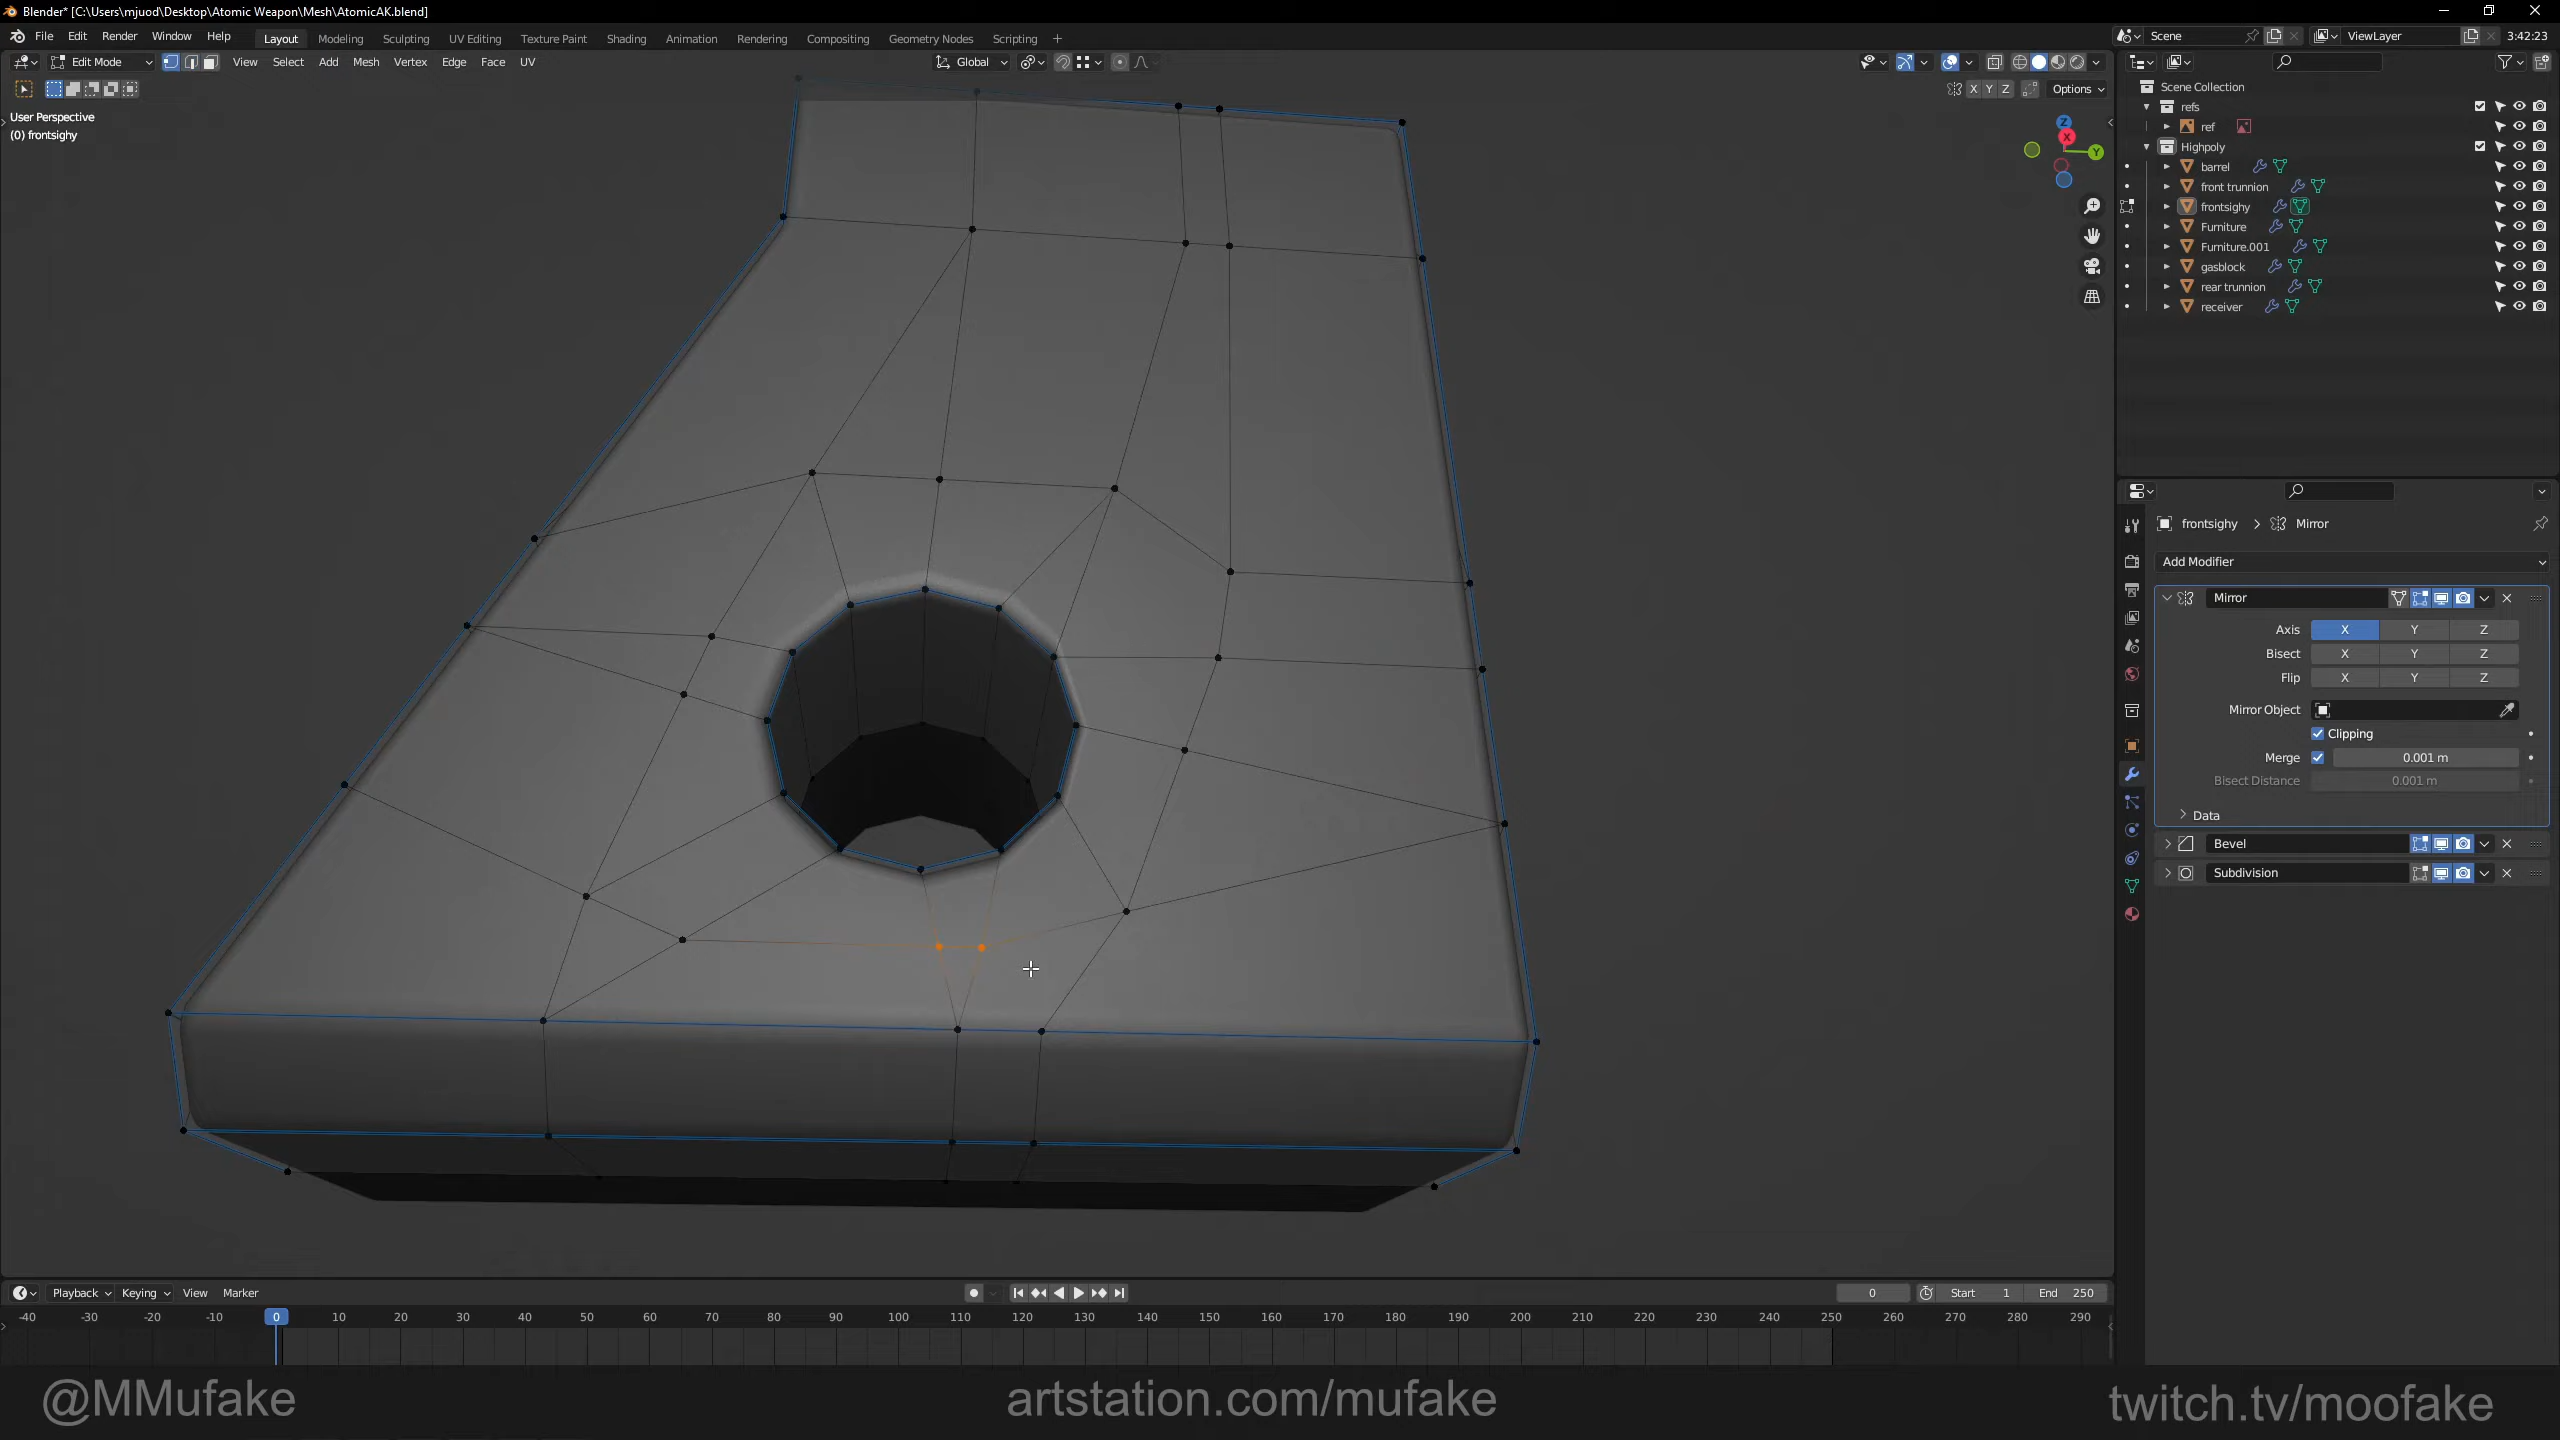 Blender* [C:\Users\mjuod\Desktop\Atomic Weapon\Mesh\AtomicAK.blend]
File Edit Render Window Help Layout Modeling Sculpting UV Editing Texture Paint Shading Animation Rendering Compositing Geometry Nodes Scripting + Scene ViewLayer 3:42:23
Edit Mode View Select Add Mesh Vertex Edge Face UV Global
X Y Z Options
User Perspective
(0) frontsighy
Z
X
Y
Scene Collection
refs
ref
Highpoly
barrel
front trunnion
frontsighy
Furniture
Furniture.001
gasblock
rear trunnion
receiver
frontsighy > Mirror
Add Modifier
Mirror
Axis X Y Z
Bisect X Y Z
Flip X Y Z
Mirror Object
Clipping
Merge 0.001 m
Bisect Distance 0.001 m
Data
Bevel
Subdivision
Playback Keying View Marker 0 Start 1 End 250
-40 -30 -20 -10 0 10 20 30 40 50 60 70 80 90 100 110 120 130 140 150 160 170 180 190 200 210 220 230 240 250 260 270 280 290
@MMufake artstation.com/mufake twitch.tv/moofake